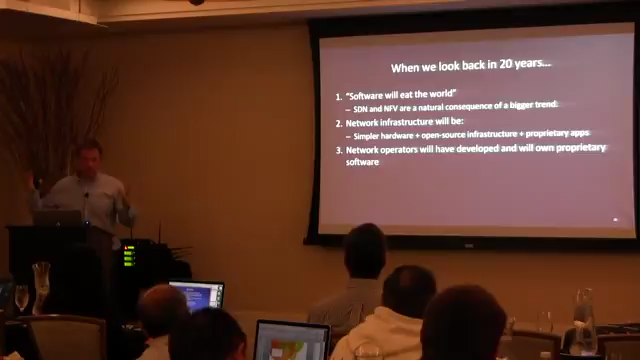 When we look back in 20 years...
1. "Software will eat the world"
– SDN and NFV are a natural consequence of a bigger trend.
2. Network infrastructure will be:
– Simpler hardware + open-source infrastructure + proprietary apps
3. Network operators will have developed and will own proprietary
software